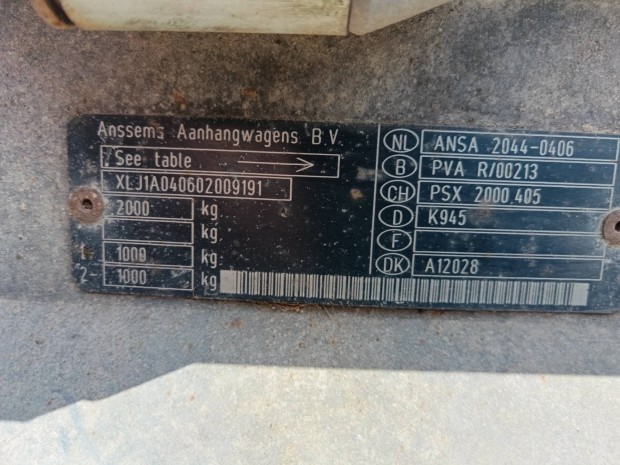 Anssems Aanhangwagens B.V.
See table
XLJ1A040602009191
2000 kg
kg
1 1000 kg
2 1000 kg
NL ANSA 2044-0406
B PVA R/00213
CH PSX 2000 405
D K945
F
DK A12028